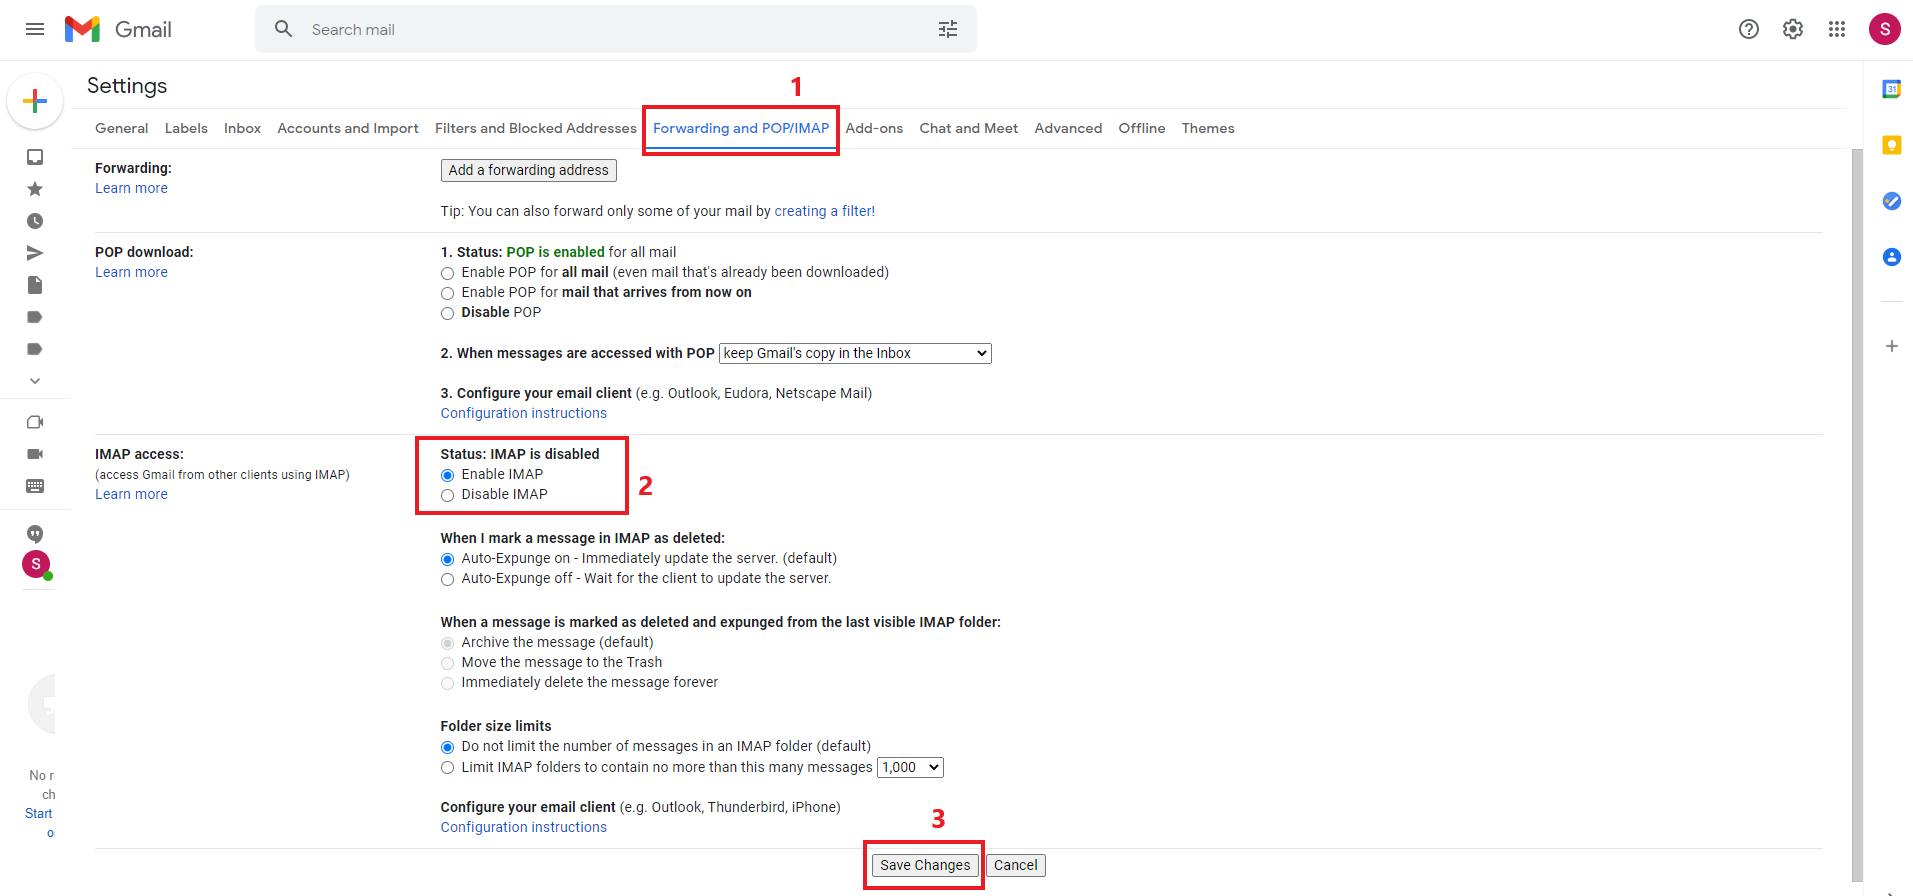 Gmail
Search mail
S
Settings
1
General Labels Inbox Accounts and Import Filters and Blocked Addresses Forwarding and POP/IMAP Add-ons Chat and Meet Advanced Offline Themes
31
Forwarding:
Learn more
Add a forwarding address
Tip: You can also forward only some of your mail by creating a filter!
POP download:
Learn more
1. Status: POP is enabled for all mail
Enable POP for all mail (even mail that's already been downloaded)
Enable POP for mail that arrives from now on
Disable POP
2. When messages are accessed with POP keep Gmail's copy in the Inbox
3. Configure your email client (e.g. Outlook, Eudora, Netscape Mail)
Configuration instructions
IMAP access:
(access Gmail from other clients using IMAP)
Learn more
Status: IMAP is disabled
Enable IMAP
Disable IMAP
2
When I mark a message in IMAP as deleted:
Auto-Expunge on - Immediately update the server. (default)
Auto-Expunge off - Wait for the client to update the server.
When a message is marked as deleted and expunged from the last visible IMAP folder:
Archive the message (default)
Move the message to the Trash
Immediately delete the message forever
Folder size limits
Do not limit the number of messages in an IMAP folder (default)
Limit IMAP folders to contain no more than this many messages 1,000
Configure your email client (e.g. Outlook, Thunderbird, iPhone)
Configuration instructions
3
Save Changes Cancel
S
No r
ch
Start
o